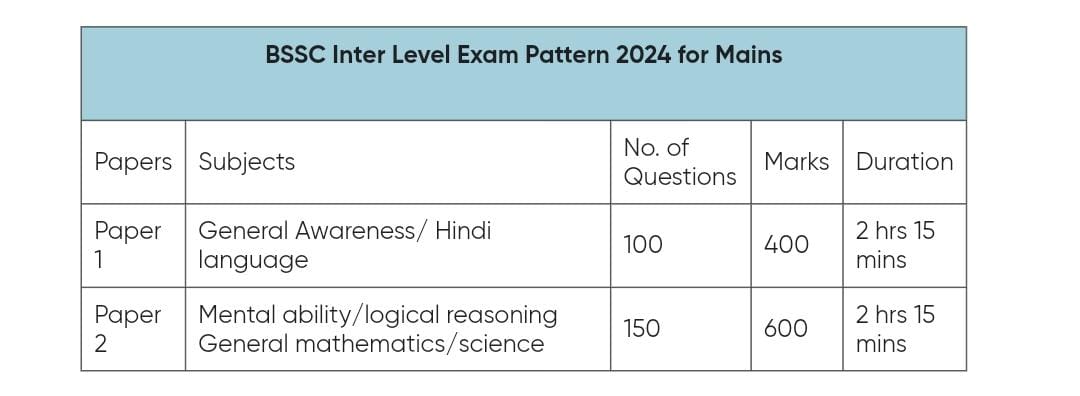 BSSC Inter Level Exam Pattern 2024 for Mains
Papers
Subjects
No. of
Questions
Marks
Duration
Paper
1
General Awareness/ Hindi
language
100
400
2 hrs 15
mins
Paper
2
Mental ability/logical reasoning
General mathematics/science
150
600
2 hrs 15
mins